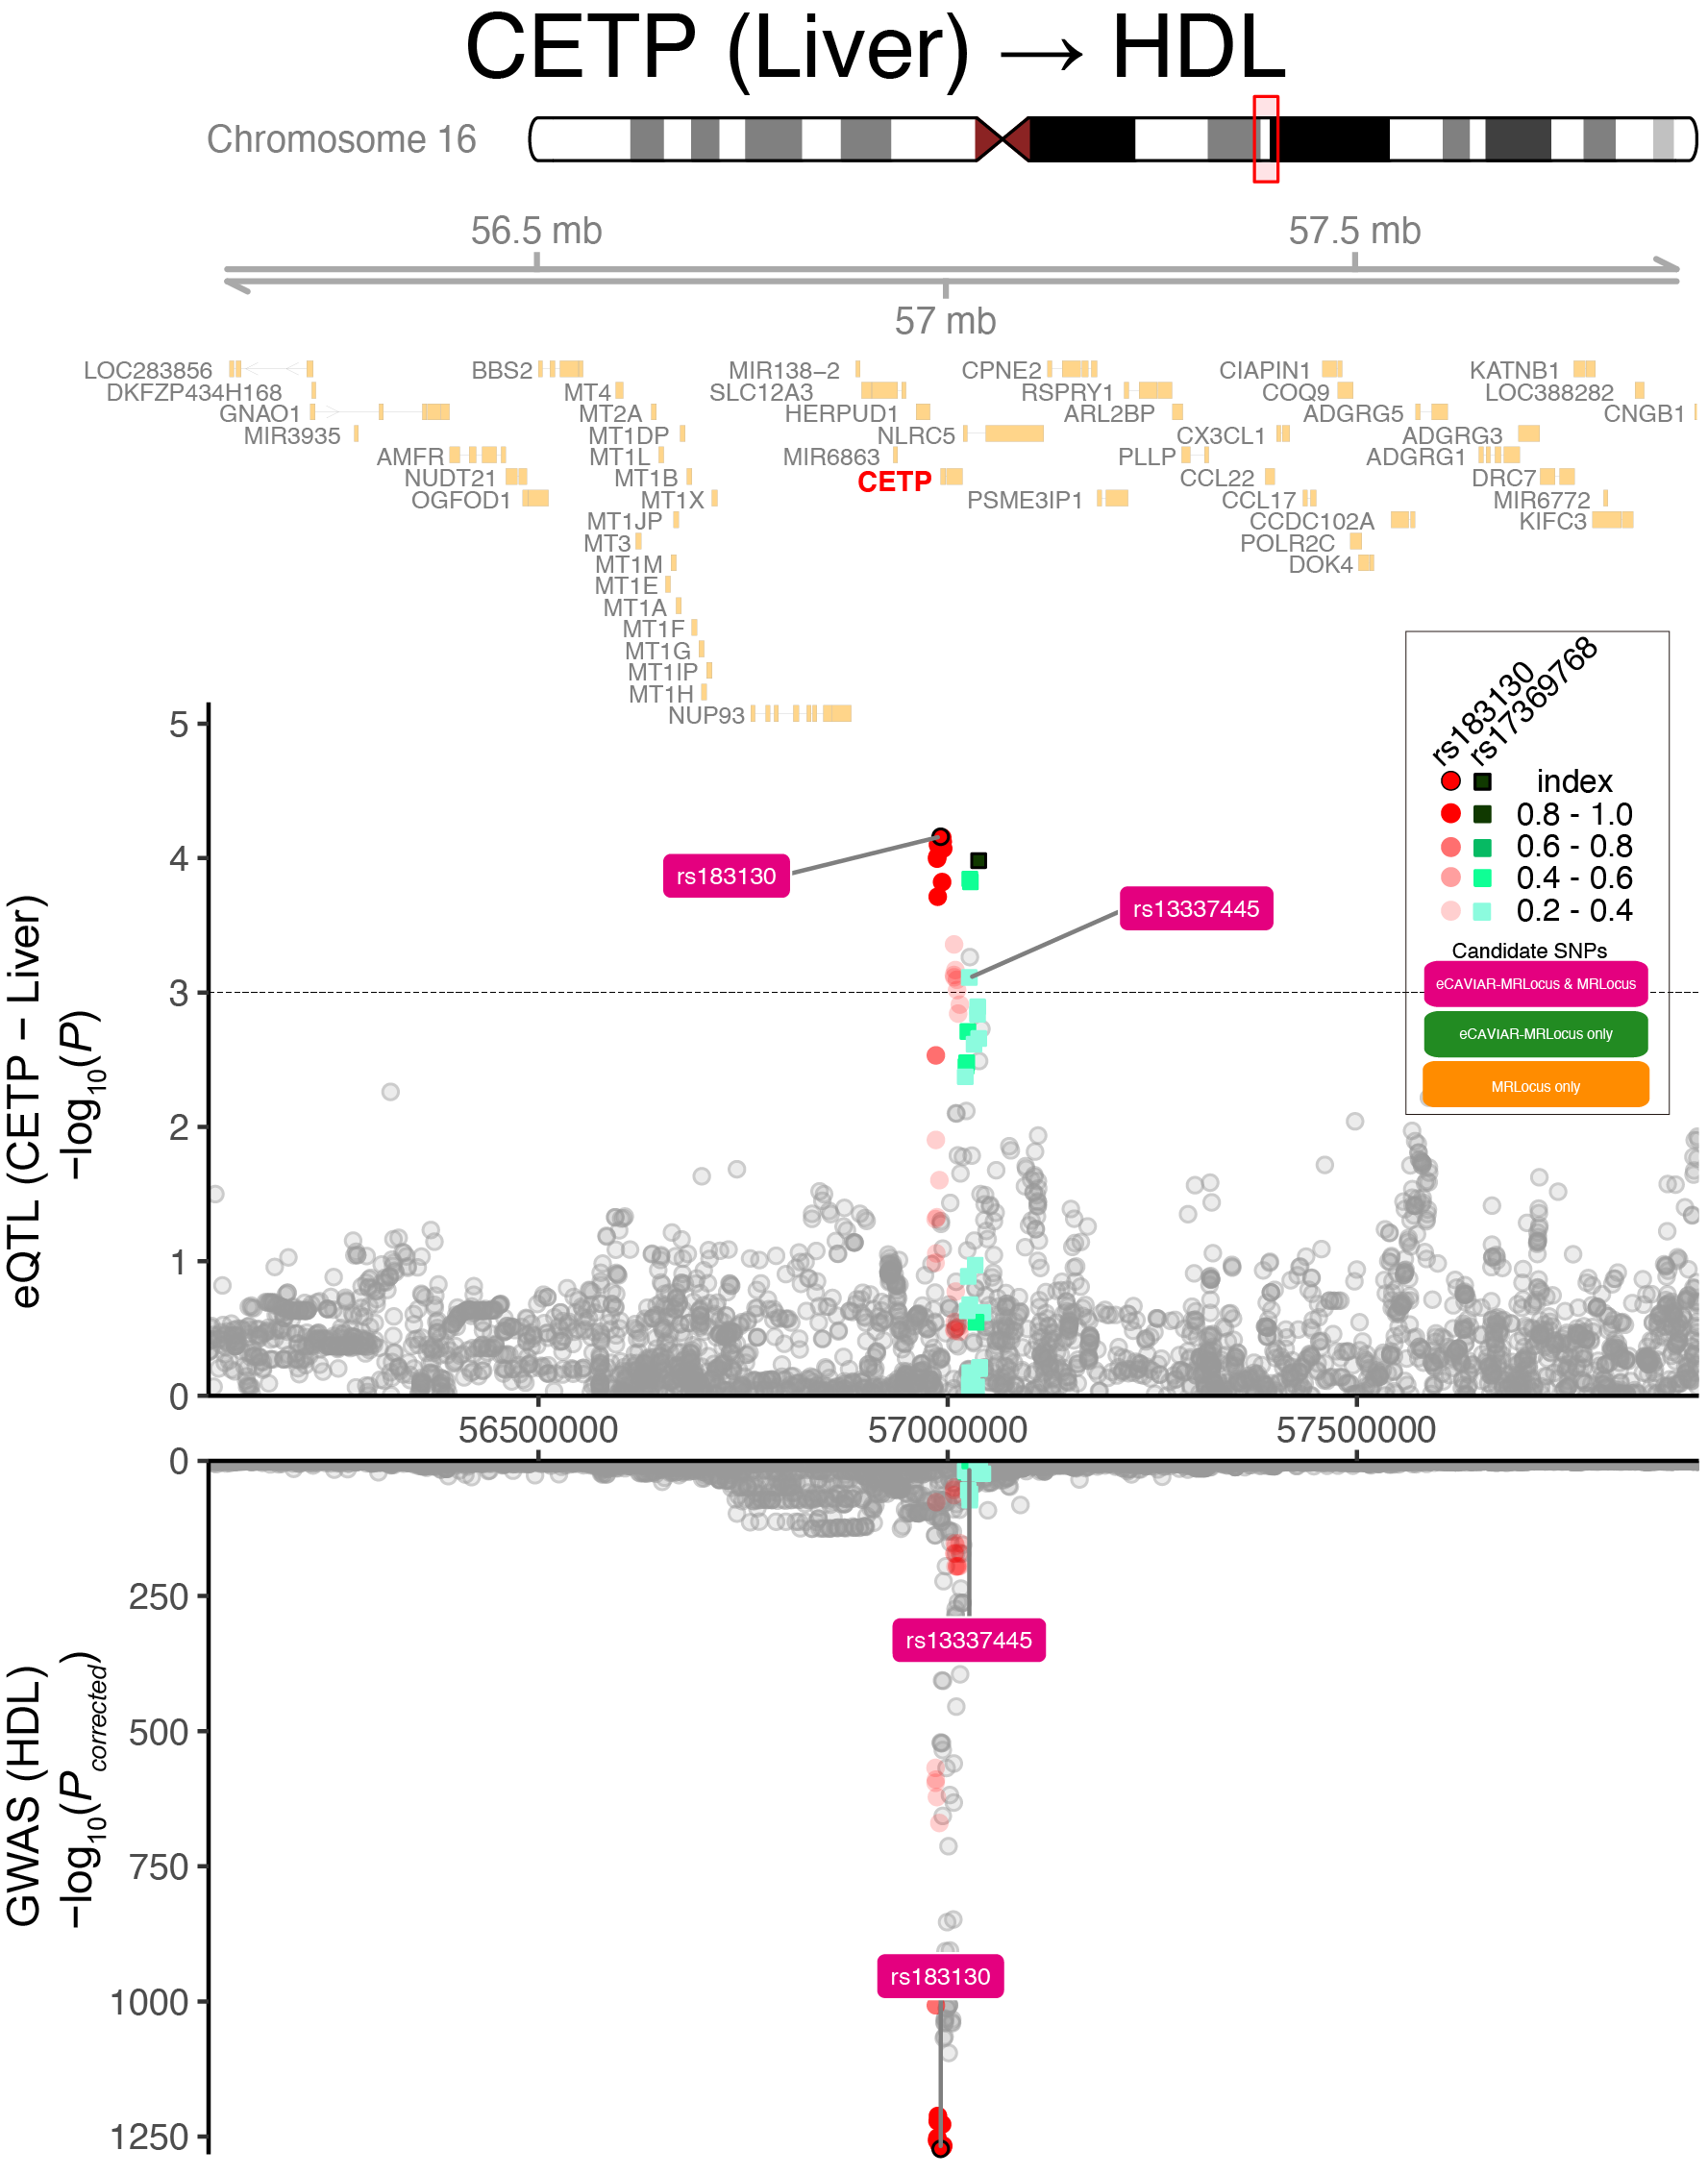 CETP (Liver) → HDL
Chromosome 16
56.5 mb
57.5 mb
57 mb
LOC283856
BBS2
MIR138−2
CPNE2
CIAPIN1
KATNB1
DKFZP434H168
MT4
SLC12A3
RSPRY1
COQ9
LOC388282
GNAO1
MT2A
HERPUD1
ARL2BP
ADGRG5
CNGB1
MIR3935
MT1DP
NLRC5
CX3CL1
ADGRG3
AMFR
MT1L
MIR6863
PLLP
ADGRG1
NUDT21
MT1B
CETP
CCL22
DRC7
OGFOD1
MT1X
PSME3IP1
CCL17
MIR6772
MT1JP
CCDC102A
KIFC3
MT3
POLR2C
MT1M
DOK4
MT1E
MT1A
MT1F
MT1G
MT1IP
MT1H
NUP93
rs183130
rs17369768
index
0.8 - 1.0
0.6 - 0.8
0.4 - 0.6
0.2 - 0.4
Candidate SNPs
eCAVIAR-MRLocus & MRLocus
eCAVIAR-MRLocus only
MRLocus only
eQTL (CETP − Liver)
−log10(P)
5
4
3
2
1
0
rs183130
rs13337445
56500000
57000000
57500000
GWAS (HDL)
−log10(P corrected)
0
250
500
750
1000
1250
rs13337445
rs183130